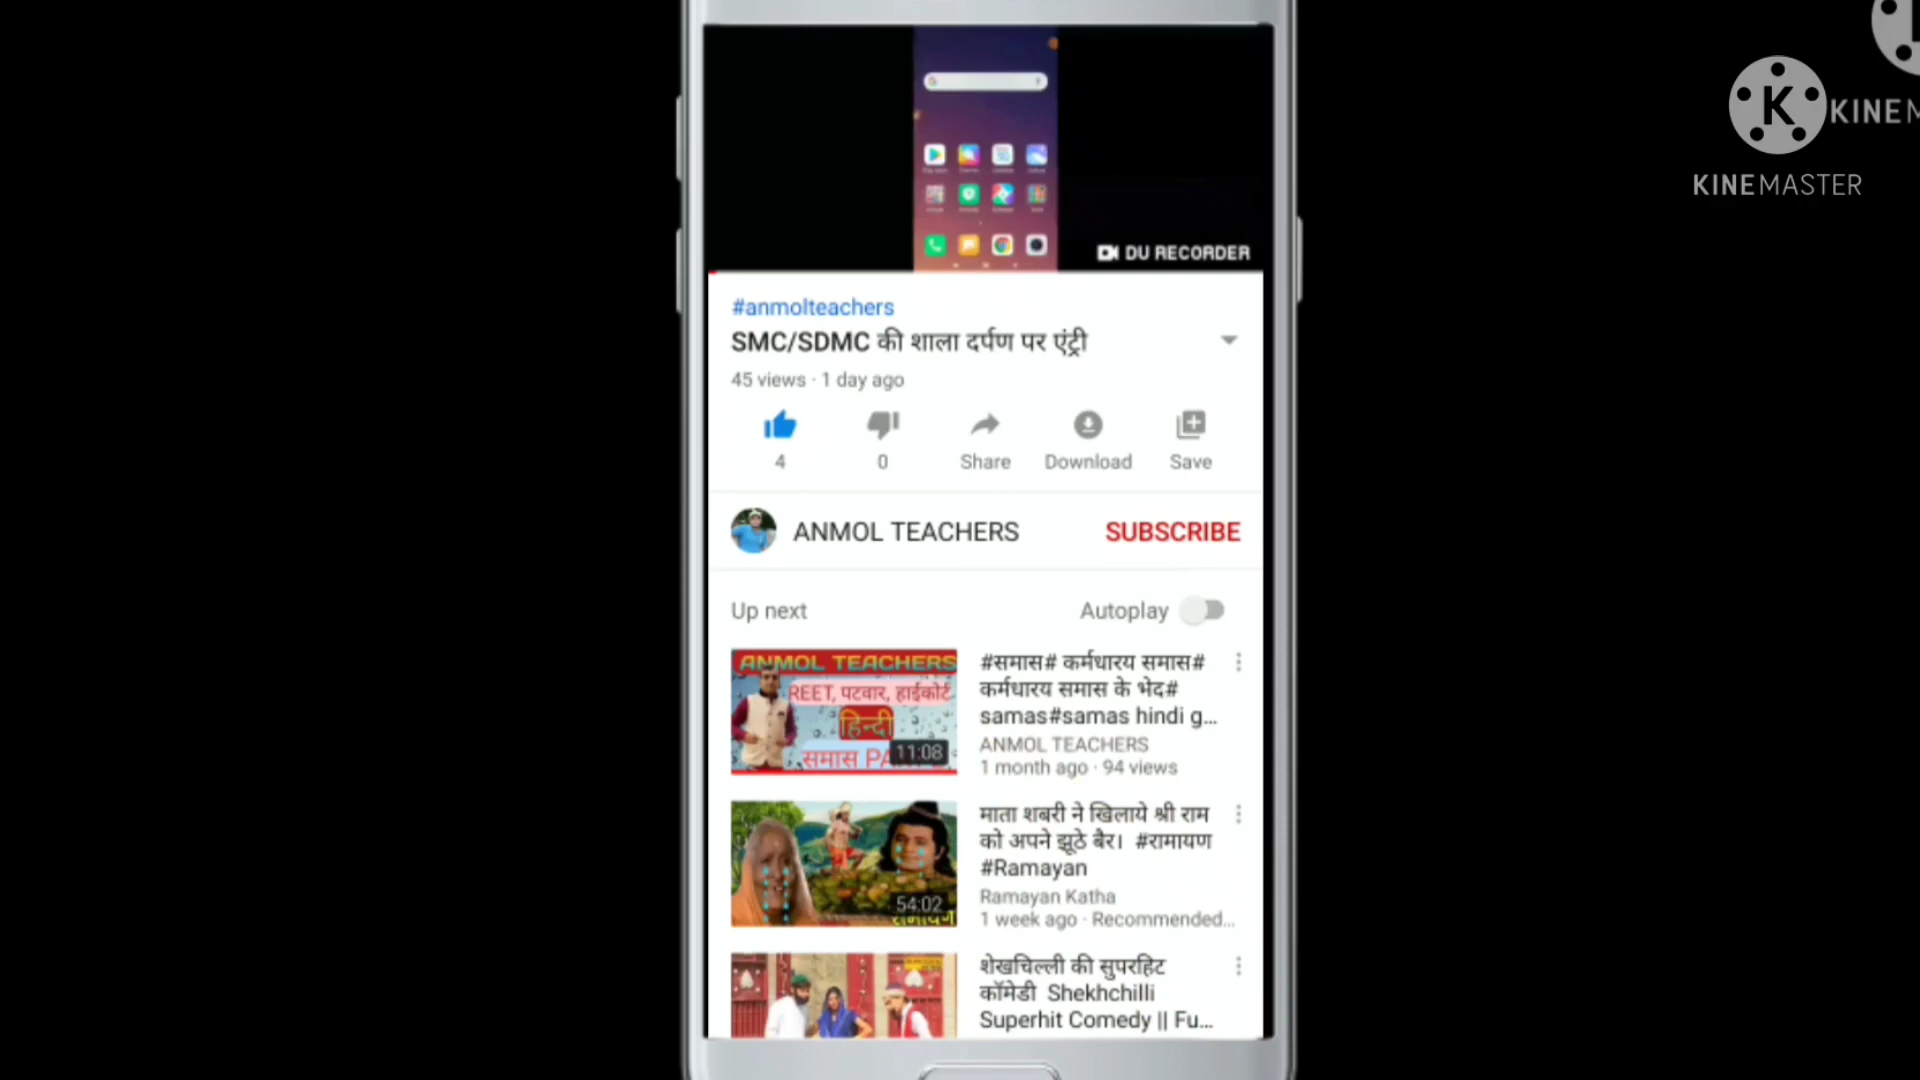 KINEM
KINEMASTER
DU RECORDER
#anmolteachers
SMC/SDMC की शाला दर्पण पर एंट्री
45 views · 1 day ago
4
0
Share
Download
Save
ANMOL TEACHERS
SUBSCRIBE
Up next
Autoplay
ANMOL TEACHERS
REET, पटवार, हाईकोर्ट
हिन्दी
समास
11:08
#समास# कर्मधारय समास#
कर्मधारय समास के भेद#
samas#samas hindi g...
ANMOL TEACHERS
1 month ago · 94 views
54:02
रामायण
माता शबरी ने खिलाये श्री राम
को अपने झूठे बैर। #रामायण
#Ramayan
Ramayan Katha
1 week ago · Recommended...
शेखचिल्ली की सुपरहिट
कॉमेडी Shekhchilli
Superhit Comedy || Fu...